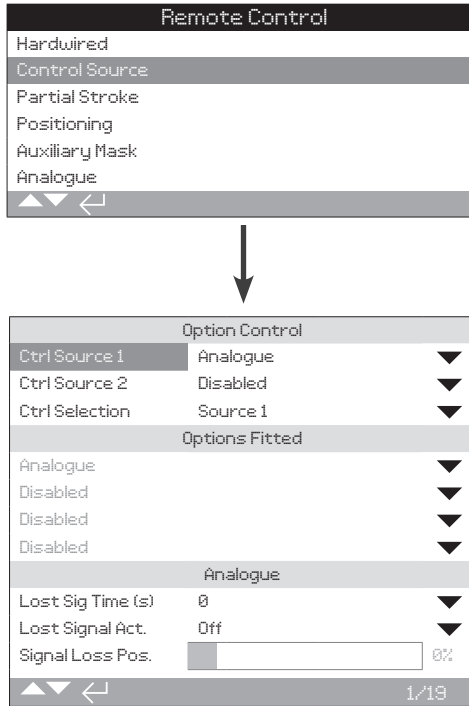 Remote Control
Hardwired
Control Source
Partial Stroke
Positioning
Auxiliary Mask
Analogue
Option Control
Ctrl Source 1 Analogue
Ctrl Source 2 Disabled
Ctrl Selection Source 1
Options Fitted
Analogue
Disabled
Disabled
Disabled
Analogue
Lost Sig Time (s) 0
Lost Signal Act. Off
Signal Loss Pos. 0%
1/19